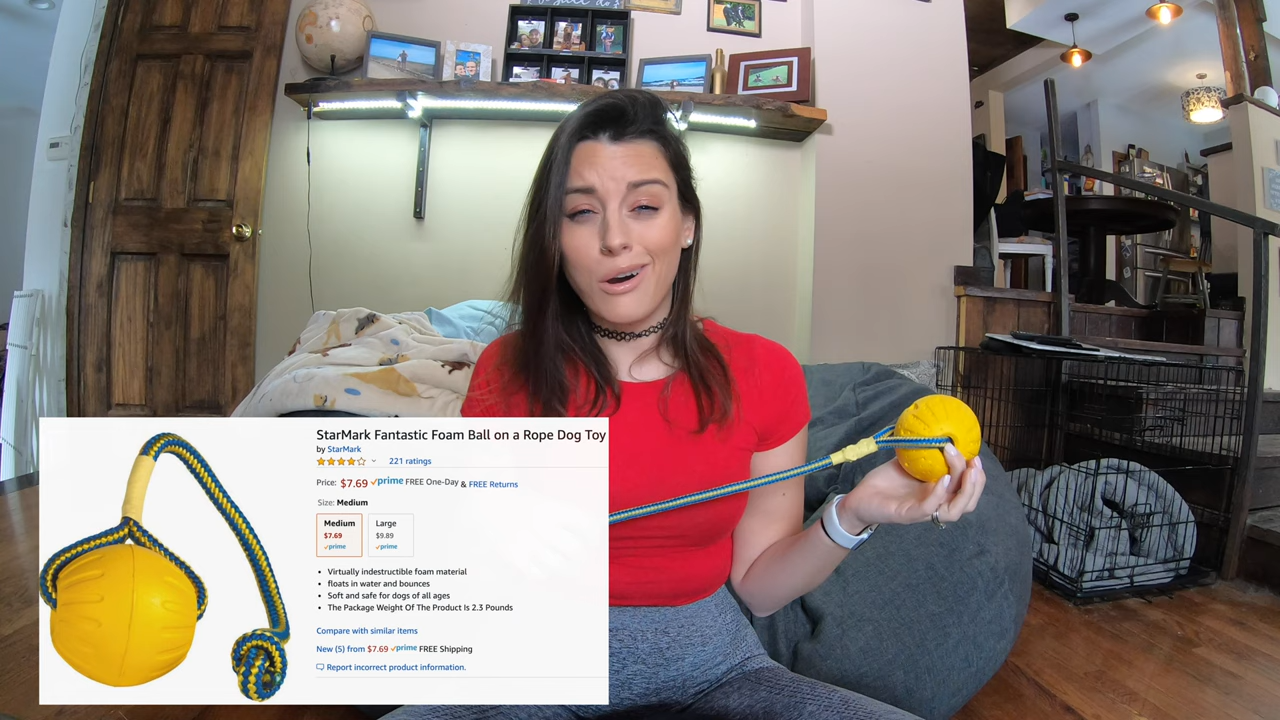 StarMark Fantastic Foam Ball on a Rope Dog Toy
by StarMark
221 ratings
Price: $7.69 prime FREE One-Day & FREE Returns
Size: Medium
Medium Large
$7.69 $9.89
prime prime
• Virtually indestructible foam material
• floats in water and bounces
• Soft and safe for dogs of all ages
• The Package Weight Of The Product Is 2.3 Pounds
Compare with similar items
New (5) from $7.69 prime FREE Shipping
Report incorrect product information.